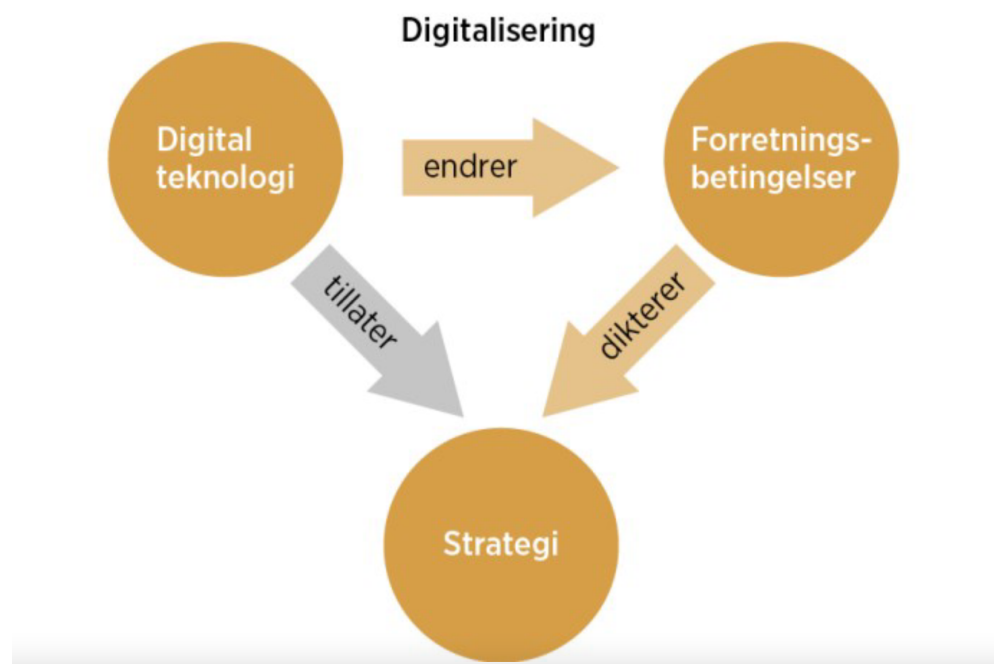 Digitalisering
Digital
teknologi
endrer
Forretnings-
betingelser
tillater
dikterer
Strategi